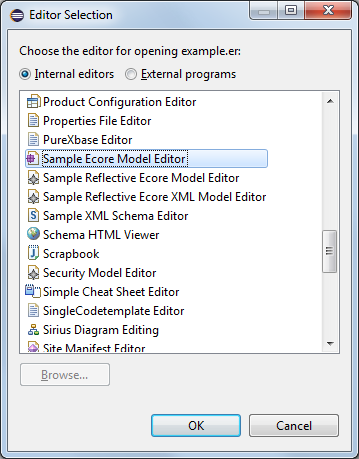 Editor Selection
Choose the editor for opening example.er:
Internal editors External programs
Product Configuration Editor
Properties File Editor
PureXbase Editor
Sample Ecore Model Editor
Sample Reflective Ecore Model Editor
Sample Reflective Ecore XML Model Editor
Sample XML Schema Editor
Schema HTML Viewer
Scrapbook
Security Model Editor
Simple Cheat Sheet Editor
SingleCodetemplate Editor
Sirius Diagram Editing
Site Manifest Editor
Browse...
OK Cancel